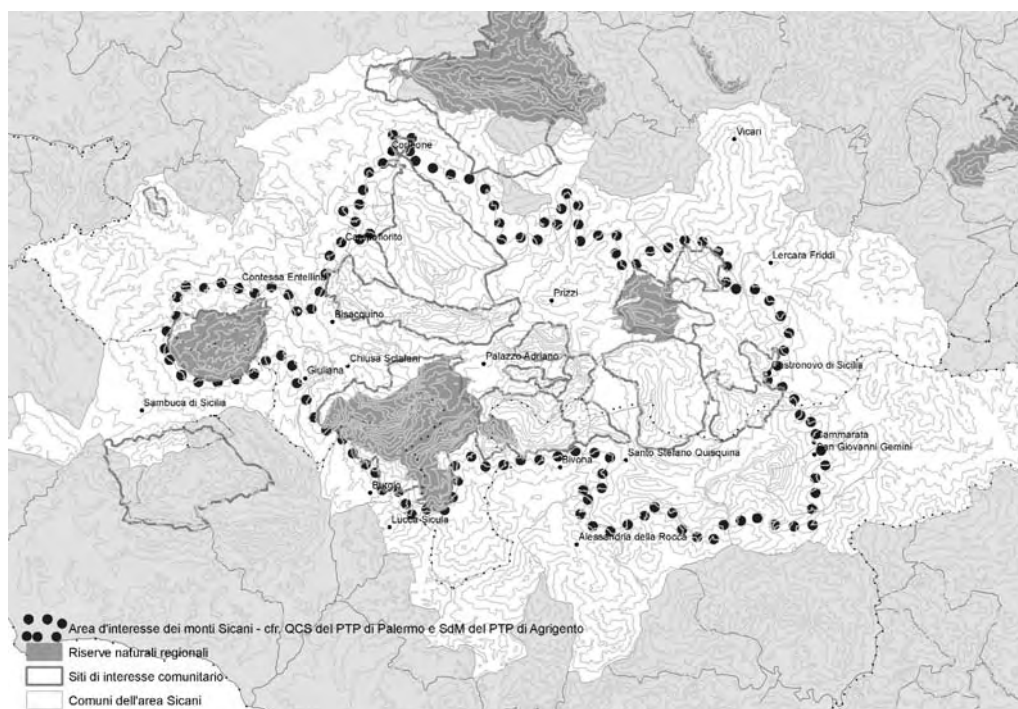 Vicari
Corleone
Lercara Friddi
Campofiorito
Contessa Entellina
Prizzi
Bisacquino
Palazzo Adriano
Chiusa Sclafani
Castronovo di Sicilia
Giuliana
Sambuca di Sicilia
Cammarata
San Giovanni Gemini
Santo Stefano Quisquina
Bivona
Burgio
Lucca Sicula
Alessandria della Rocca
Area d'interesse dei monti Sicani - cfr. QCS del PTP di Palermo e SdM del PTP di Agrigento
Riserve naturali regionali
Siti di interesse comunitario
Comuni dell'area Sicani